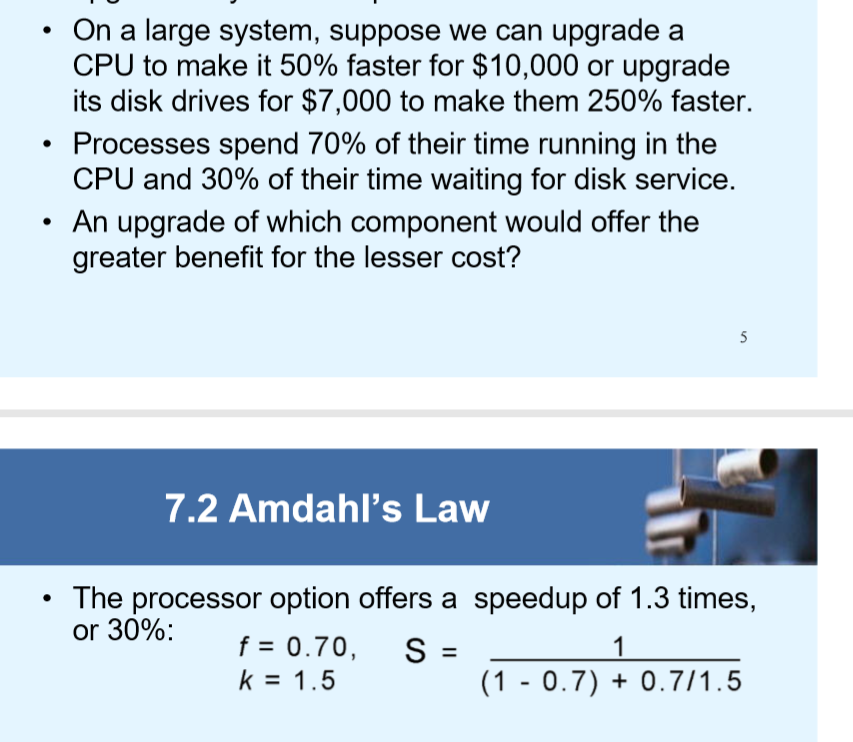 • On a large system, suppose we can upgrade a
CPU to make it 50% faster for $10,000 or upgrade
its disk drives for $7,000 to make them 250% faster.
• Processes spend 70% of their time running in the
CPU and 30% of their time waiting for disk service.
• An upgrade of which component would offer the
greater benefit for the lesser cost?
5
7.2 Amdahl’s Law
• The processor option offers a speedup of 1.3 times,
or 30%:
f = 0.70, S = 1
k = 1.5 (1 - 0.7) + 0.7/1.5